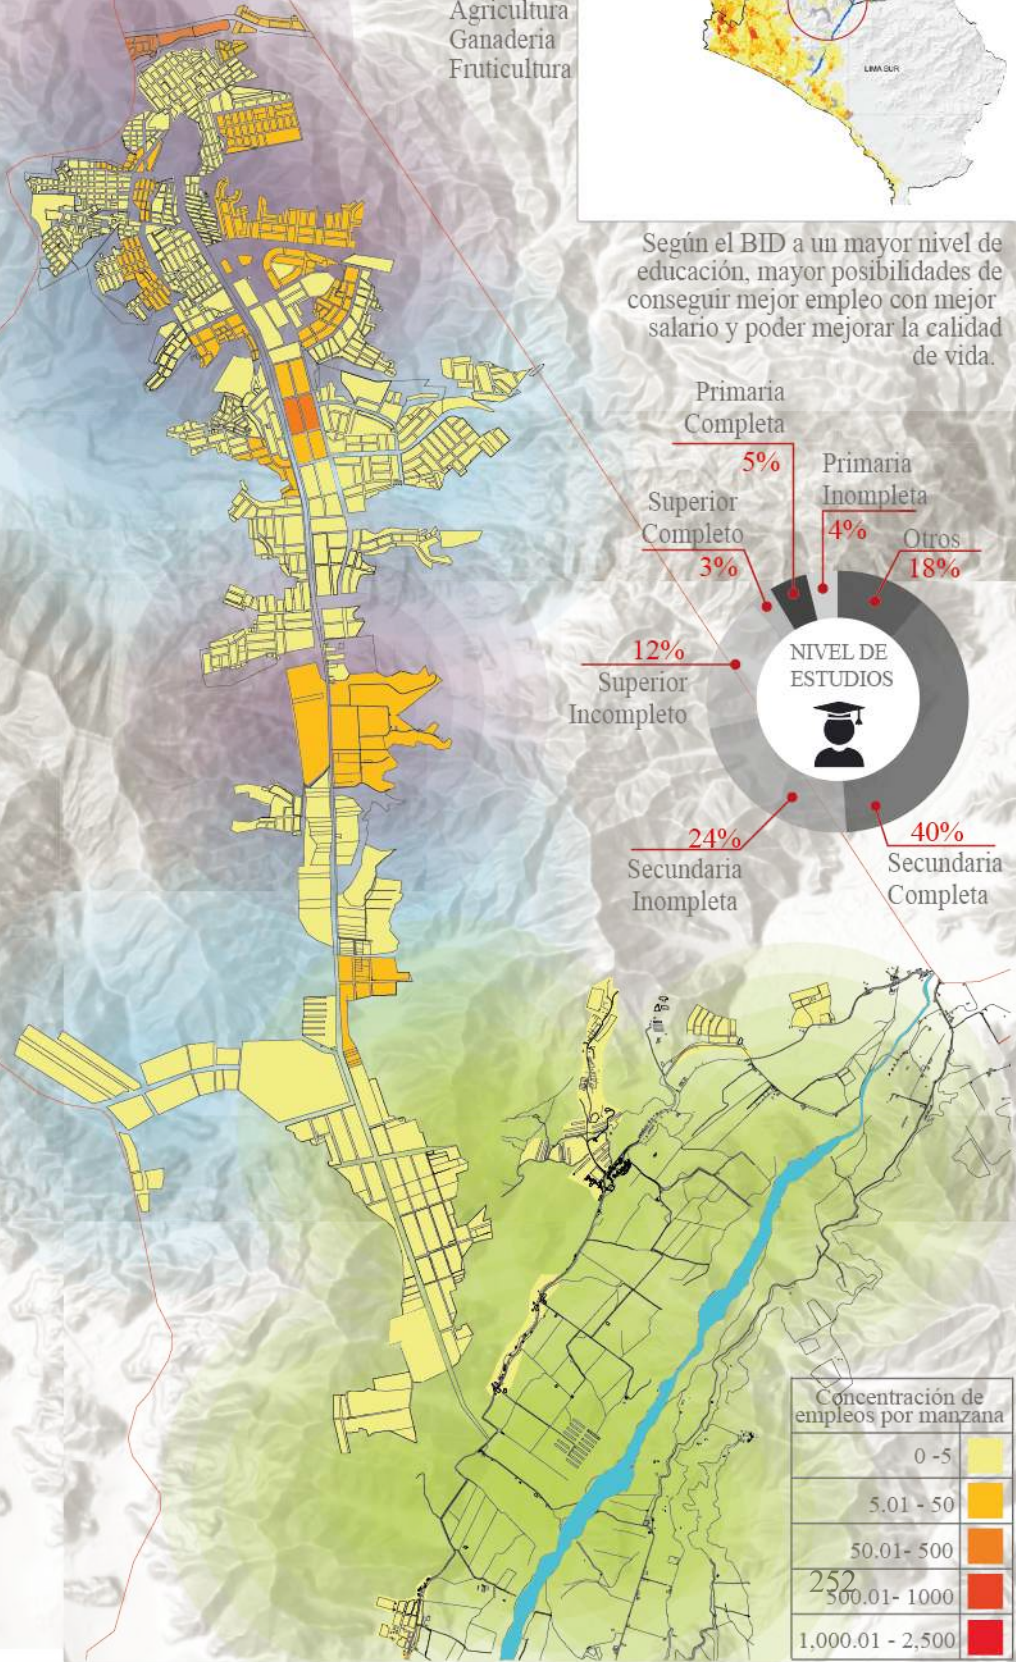 Agricultura
Ganaderia
Fruticultura
LIMA SUR
Según el BID a un mayor nivel de
educación, mayor posibilidades de
conseguir mejor empleo con mejor
salario y poder mejorar la calidad
de vida.
Primaria
Completa
5%
Primaria
Inompleta
4%
Superior
Completo
3%
Otros
18%
12%
Superior
Incompleto
NIVEL DE
ESTUDIOS
24%
Secundaria
Inompleta
40%
Secundaria
Completa
Concentración de
empleos por manzana
0 -5
5.01 - 50
50.01- 500
252
500.01- 1000
1,000.01 - 2,500